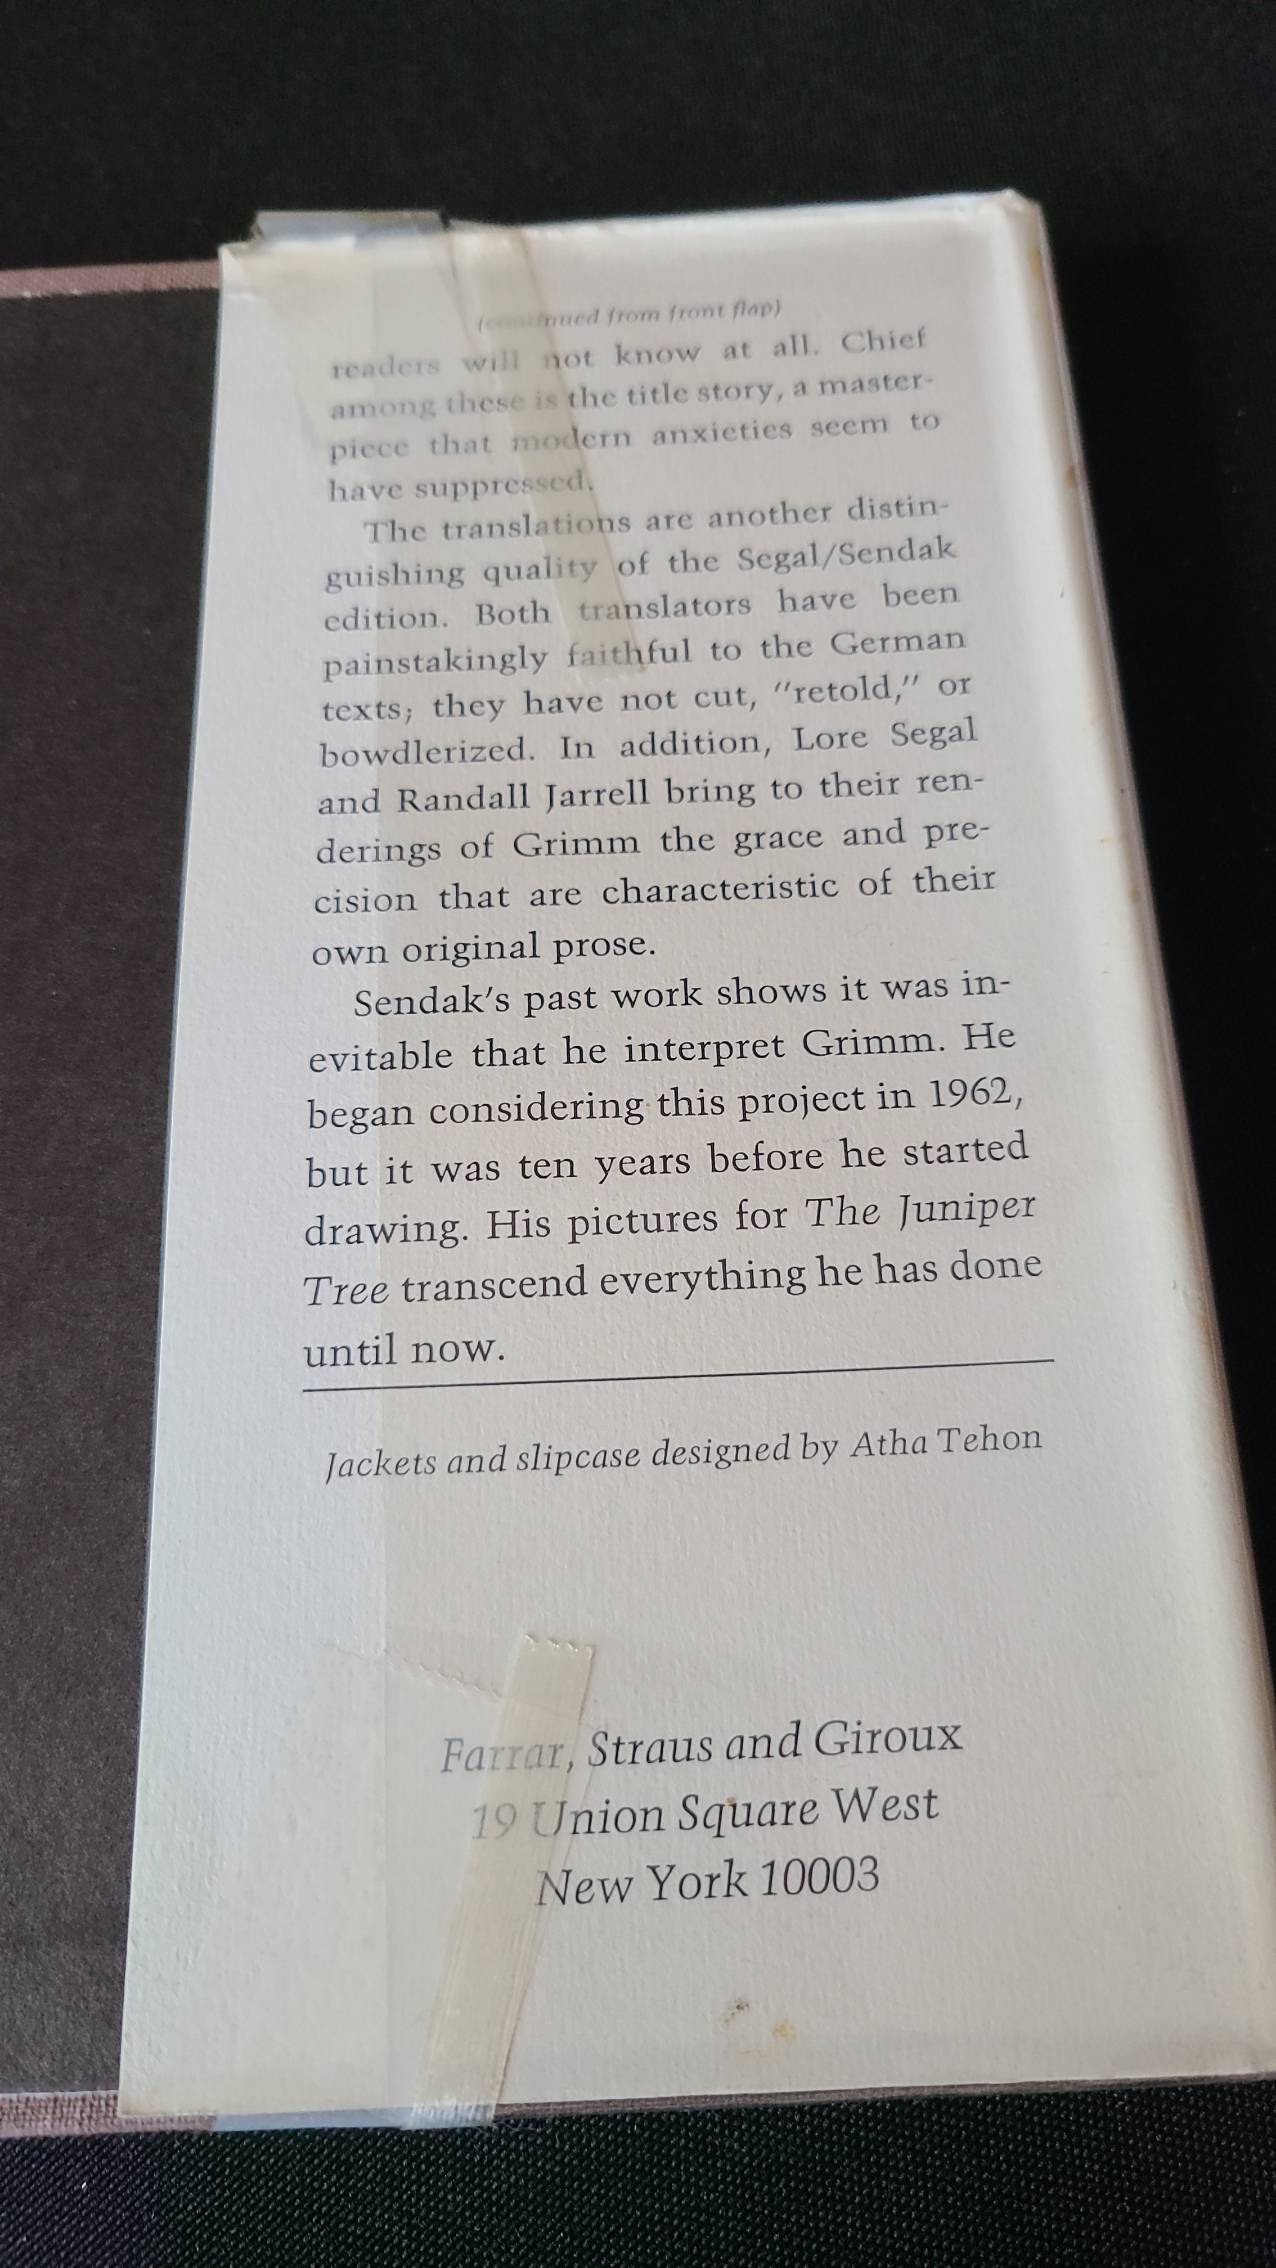 (continued from front flap)
readers will not know at all. Chief
among these is the title story, a master-
piece that modern anxieties seem to
have suppressed.
The translations are another distin-
guishing quality of the Segal/Sendak
edition. Both translators have been
painstakingly faithful to the German
texts; they have not cut, "retold," or
bowdlerized. In addition, Lore Segal
and Randall Jarrell bring to their ren-
derings of Grimm the grace and pre-
cision that are characteristic of their
own original prose.
Sendak's past work shows it was in-
evitable that he interpret Grimm. He
began considering this project in 1962,
but it was ten years before he started
drawing. His pictures for The Juniper
Tree transcend everything he has done
until now.
Jackets and slipcase designed by Atha Tehon
Farrar, Straus and Giroux
19 Union Square West
New York 10003